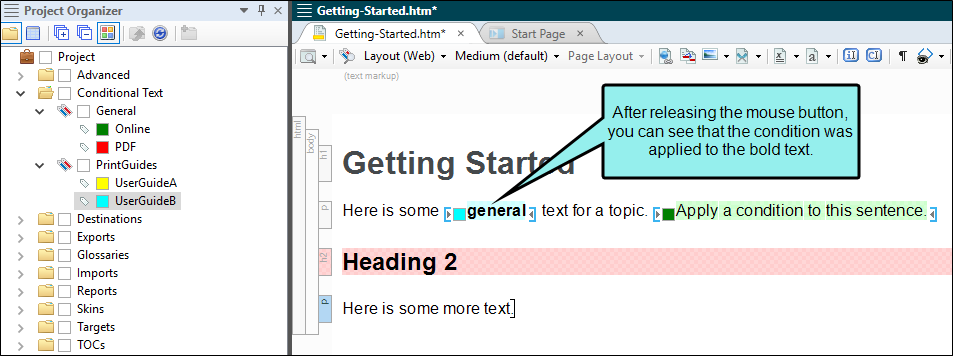 Project Organizer
Project
Advanced
Conditional Text
General
Online
PDF
PrintGuides
UserGuideA
UserGuideB
Destinations
Exports
Glossaries
Imports
Reports
Skins
Targets
TOCs
Getting-Started.htm*
Getting-Started.htm*
Start Page
Layout (Web)
Medium (default)
Page Layout
(text markup)
After releasing the mouse button,
you can see that the condition was
applied to the bold text.
html
body
h1
Getting Started
p
Here is some general text for a topic. Apply a condition to this sentence.
h2
Heading 2
p
Here is some more text.